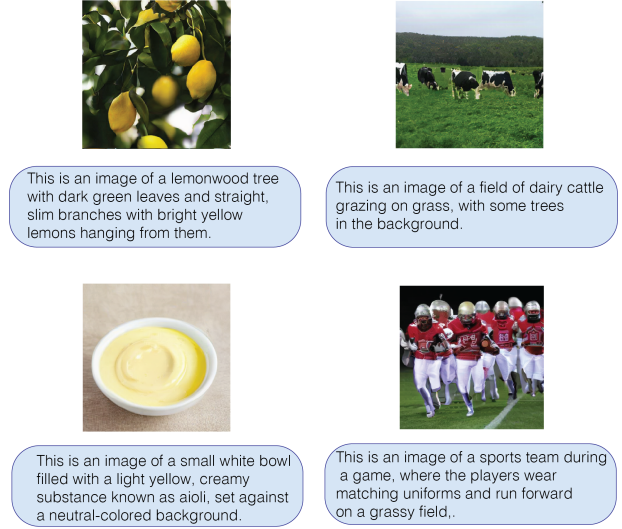 This is an image of a lemonwood tree
with dark green leaves and straight,
slim branches with bright yellow
lemons hanging from them.
This is an image of a field of dairy cattle
grazing on grass, with some trees
in the background.
This is an image of a small white bowl
filled with a light yellow, creamy
substance known as aioli, set against
a neutral-colored background.
This is an image of a sports team during
a game, where the players wear
matching uniforms and run forward
on a grassy field,.